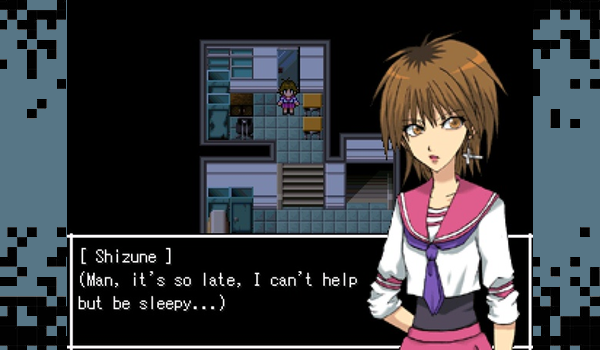 [ Shizune ]
(Man, it's so late, I can't help
but be sleepy...)